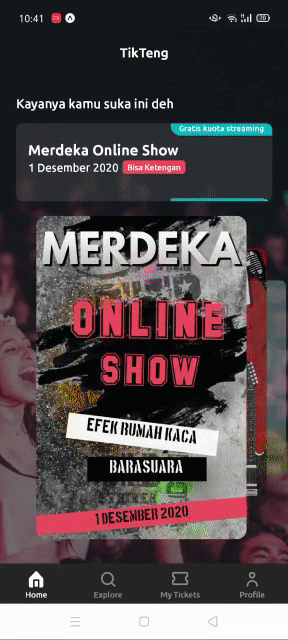 10:41
70
TikTeng
Kayanya kamu suka ini deh
Gratis kuota streaming
Merdeka Online Show
1 Desember 2020 Bisa Ketengan
MERDEKA
ONLINE
SHOW
EFEK RUMAH KACA
BARASUARA
1 DESEMBER 2020
Home
Explore
My Tickets
Profile